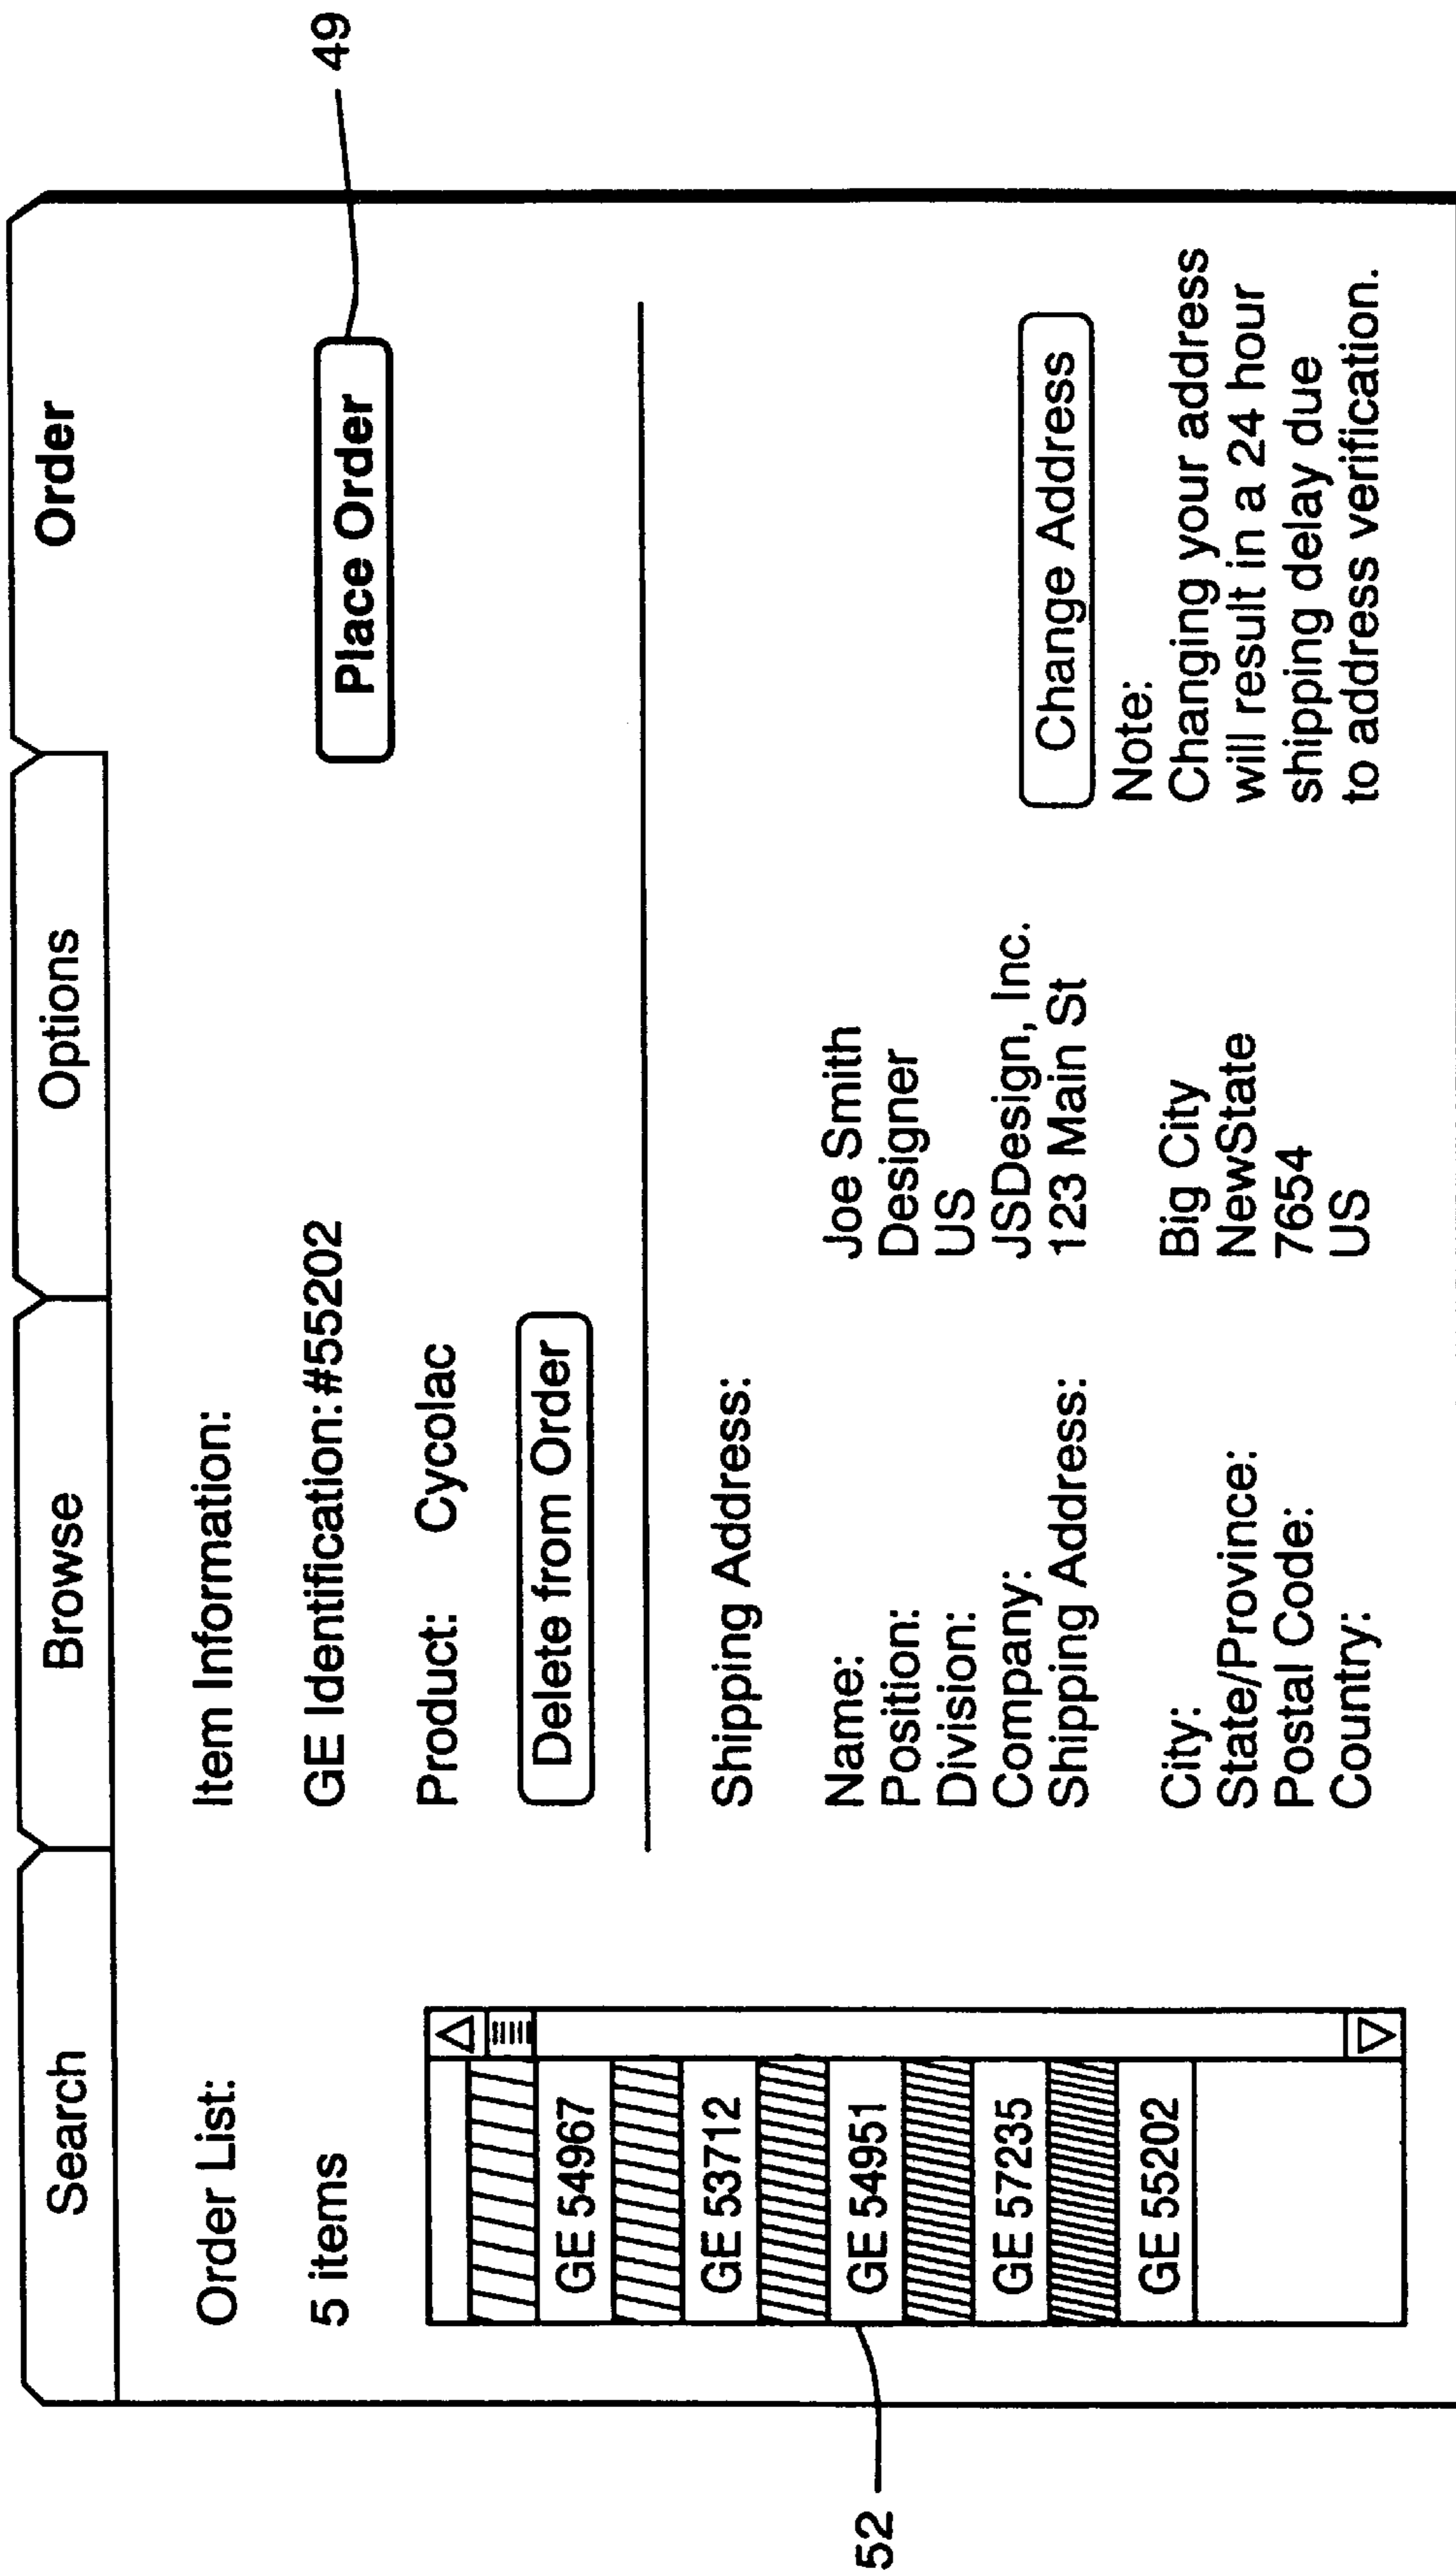 Search
Browse
Options
Order
Order List:
5 items
GE 54967
GE 53712
GE 54951
GE 57235
GE 55202
52
Item Information:
GE Identification:#55202
Product: Cycolac
Delete from Order
Place Order
49
Shipping Address:
Name: Joe Smith
Position: Designer
Division: US
Company: JSDesign, Inc.
Shipping Address: 123 Main St
City: Big City
State/Province: NewState
Postal Code: 7654
Country: US
Change Address
Note:
Changing your address
will result in a 24 hour
shipping delay due
to address verification.